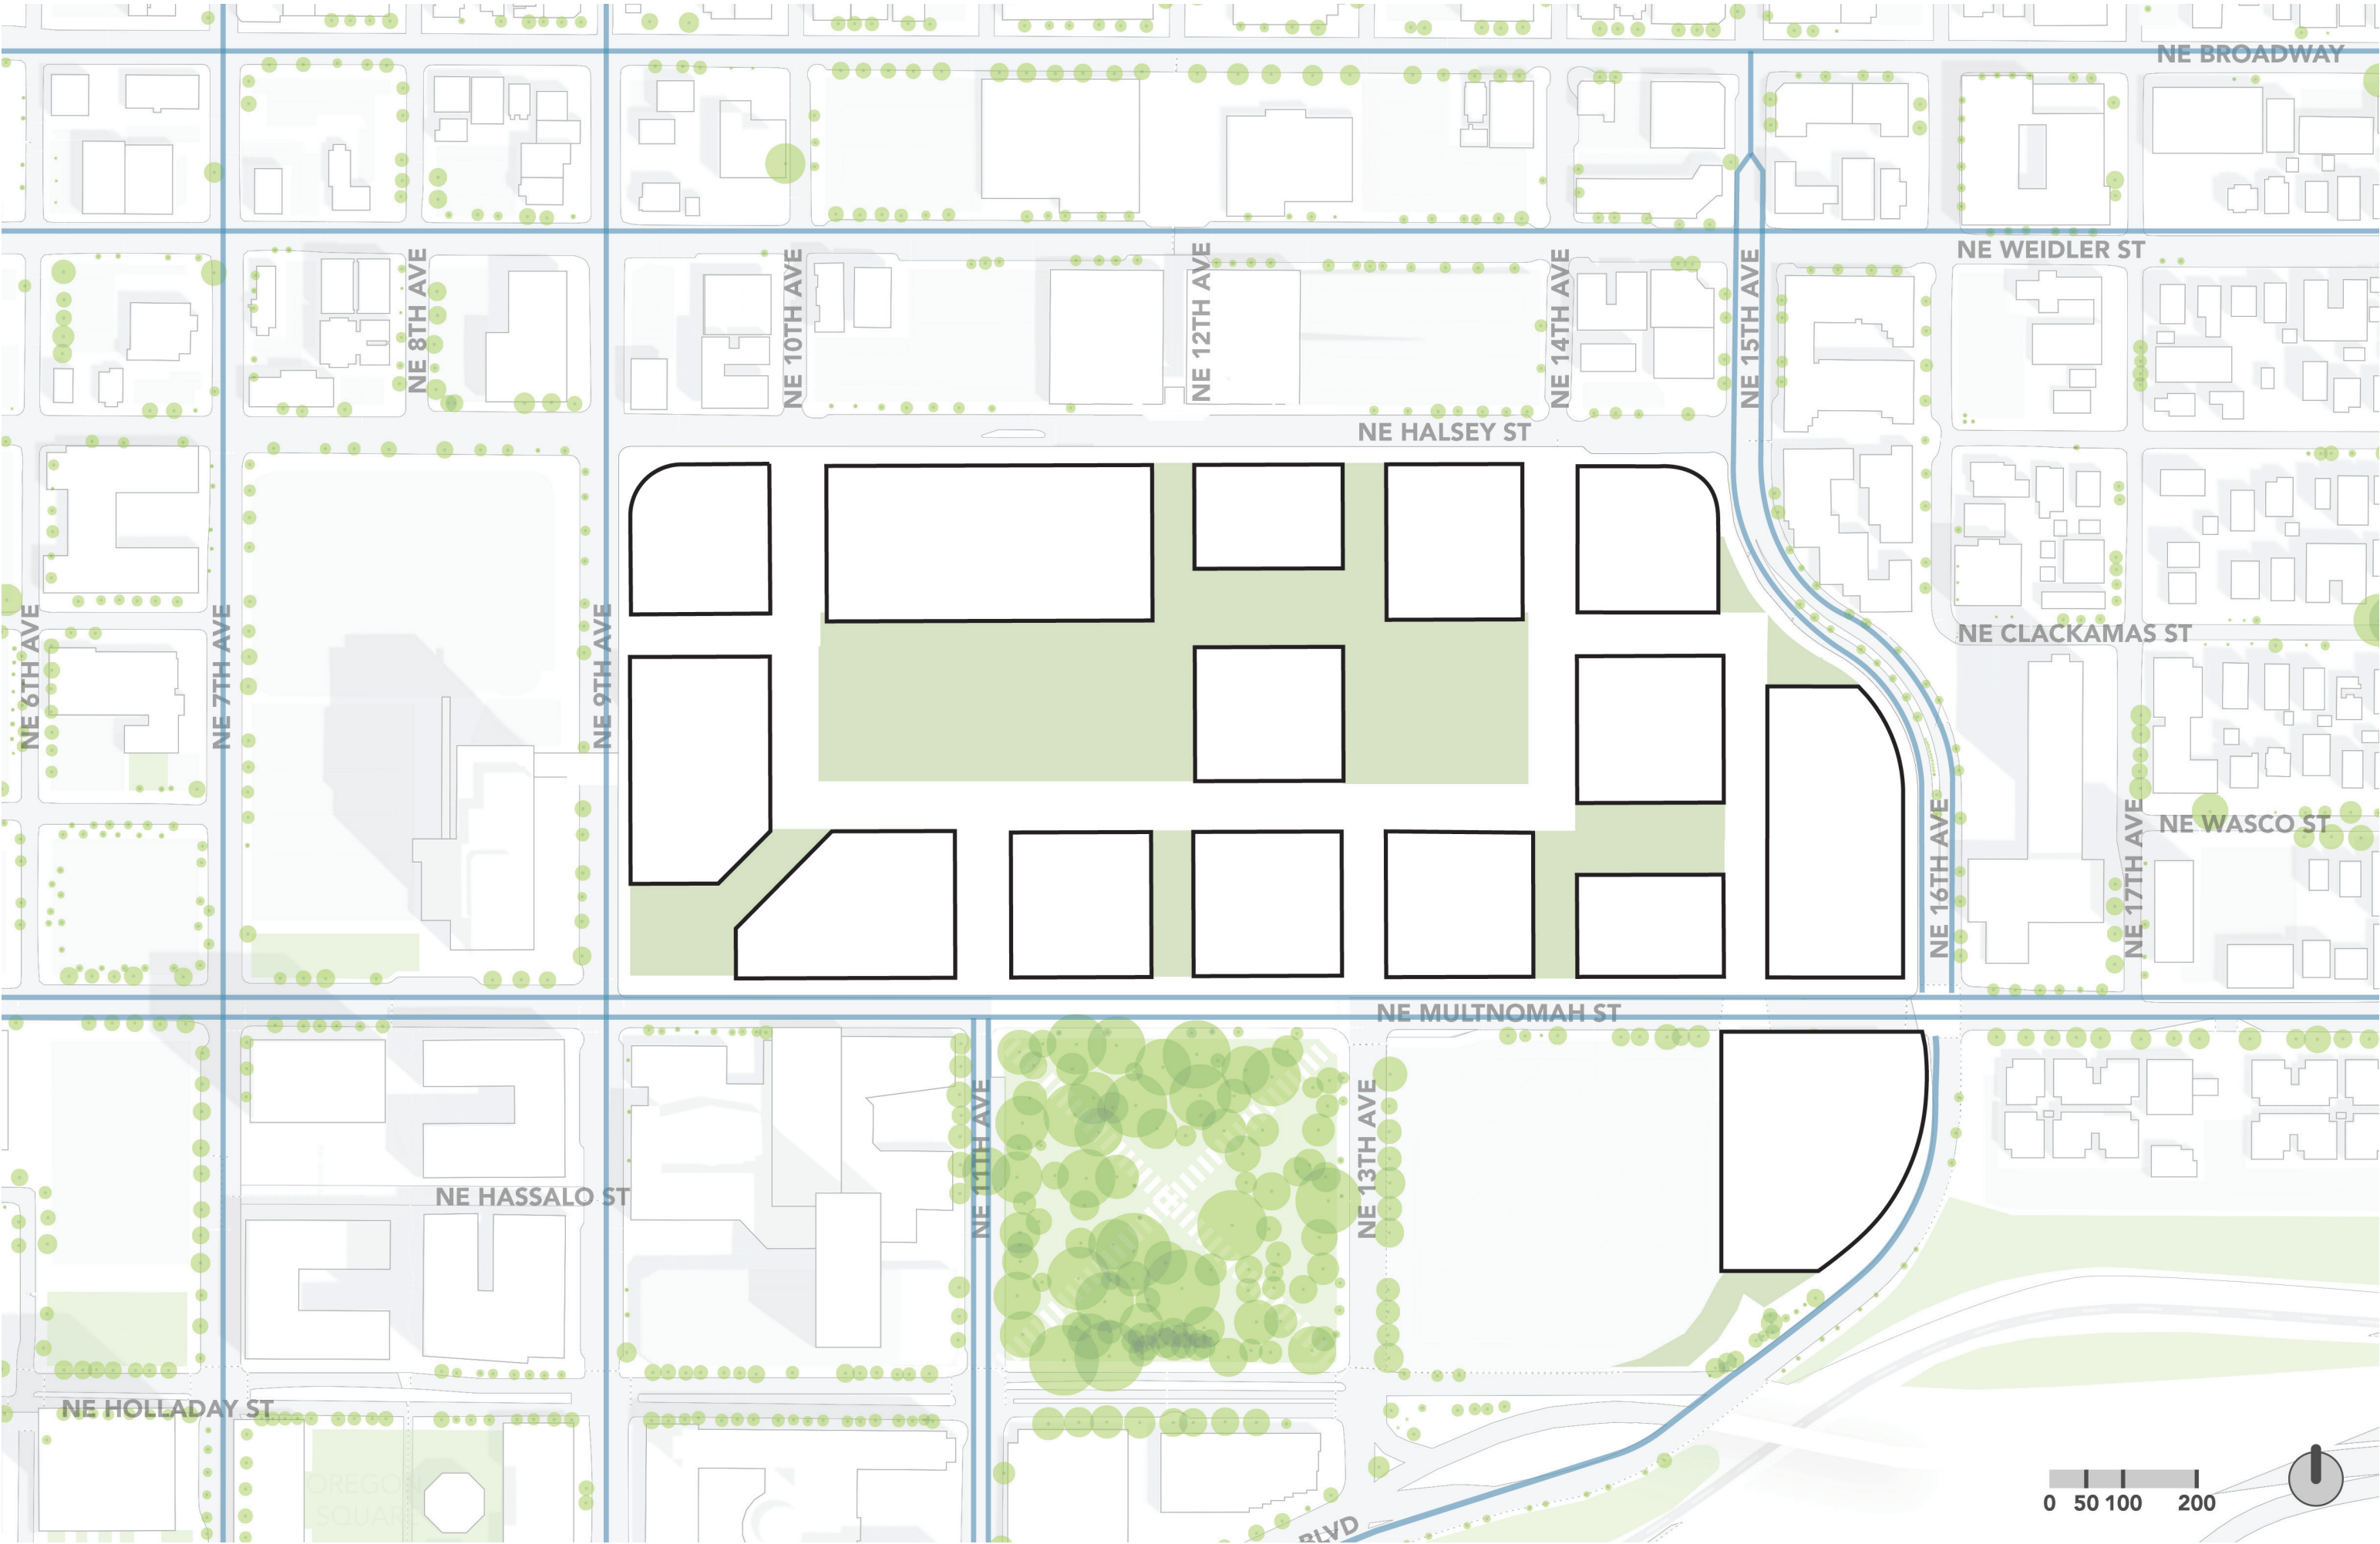 NE BROADWAY
NE WEIDLER ST
NE 8TH AVE
NE 10TH AVE
NE 12TH AVE
NE 14TH AVE
NE 15TH AVE
NE HALSEY ST
NE 6TH AVE
NE 7TH AVE
NE 9TH AVE
NE CLACKAMAS ST
NE WASCO ST
NE 16TH AVE
NE 17TH AVE
NE MULTNOMAH ST
NE 11TH AVE
NE 13TH AVE
NE HASSALO ST
NE HOLLADAY ST
OREGON
SQUARE
BLVD
0 50 100 200